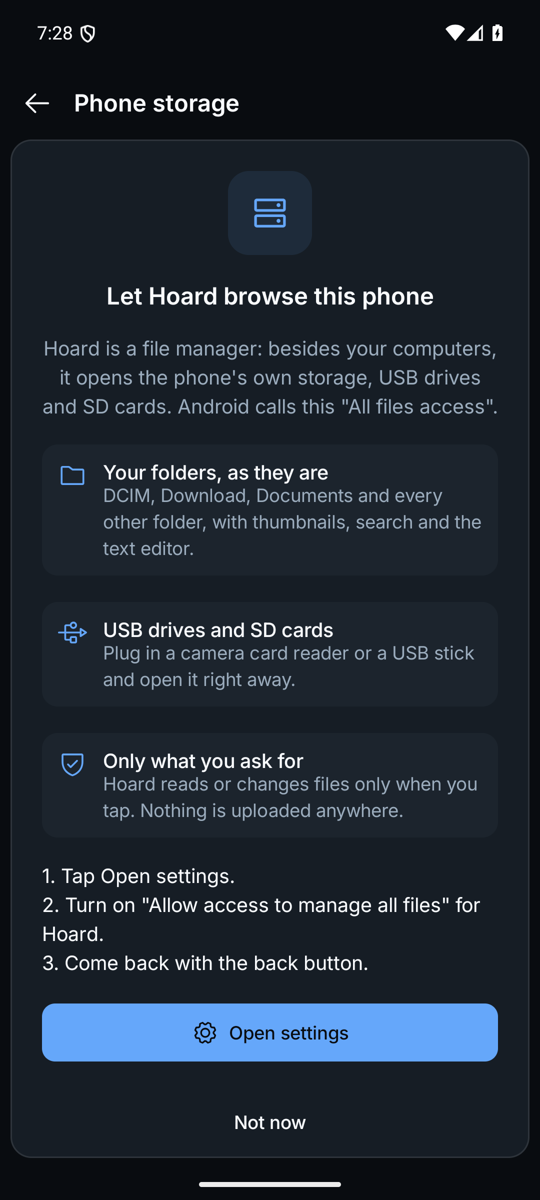 7:28
Phone storage
Let Hoard browse this phone
Hoard is a file manager: besides your computers,
it opens the phone's own storage, USB drives
and SD cards. Android calls this "All files access".
Your folders, as they are
DCIM, Download, Documents and every
other folder, with thumbnails, search and the
text editor.
USB drives and SD cards
Plug in a camera card reader or a USB stick
and open it right away.
Only what you ask for
Hoard reads or changes files only when you
tap. Nothing is uploaded anywhere.
1. Tap Open settings.
2. Turn on "Allow access to manage all files" for
Hoard.
3. Come back with the back button.
Open settings
Not now